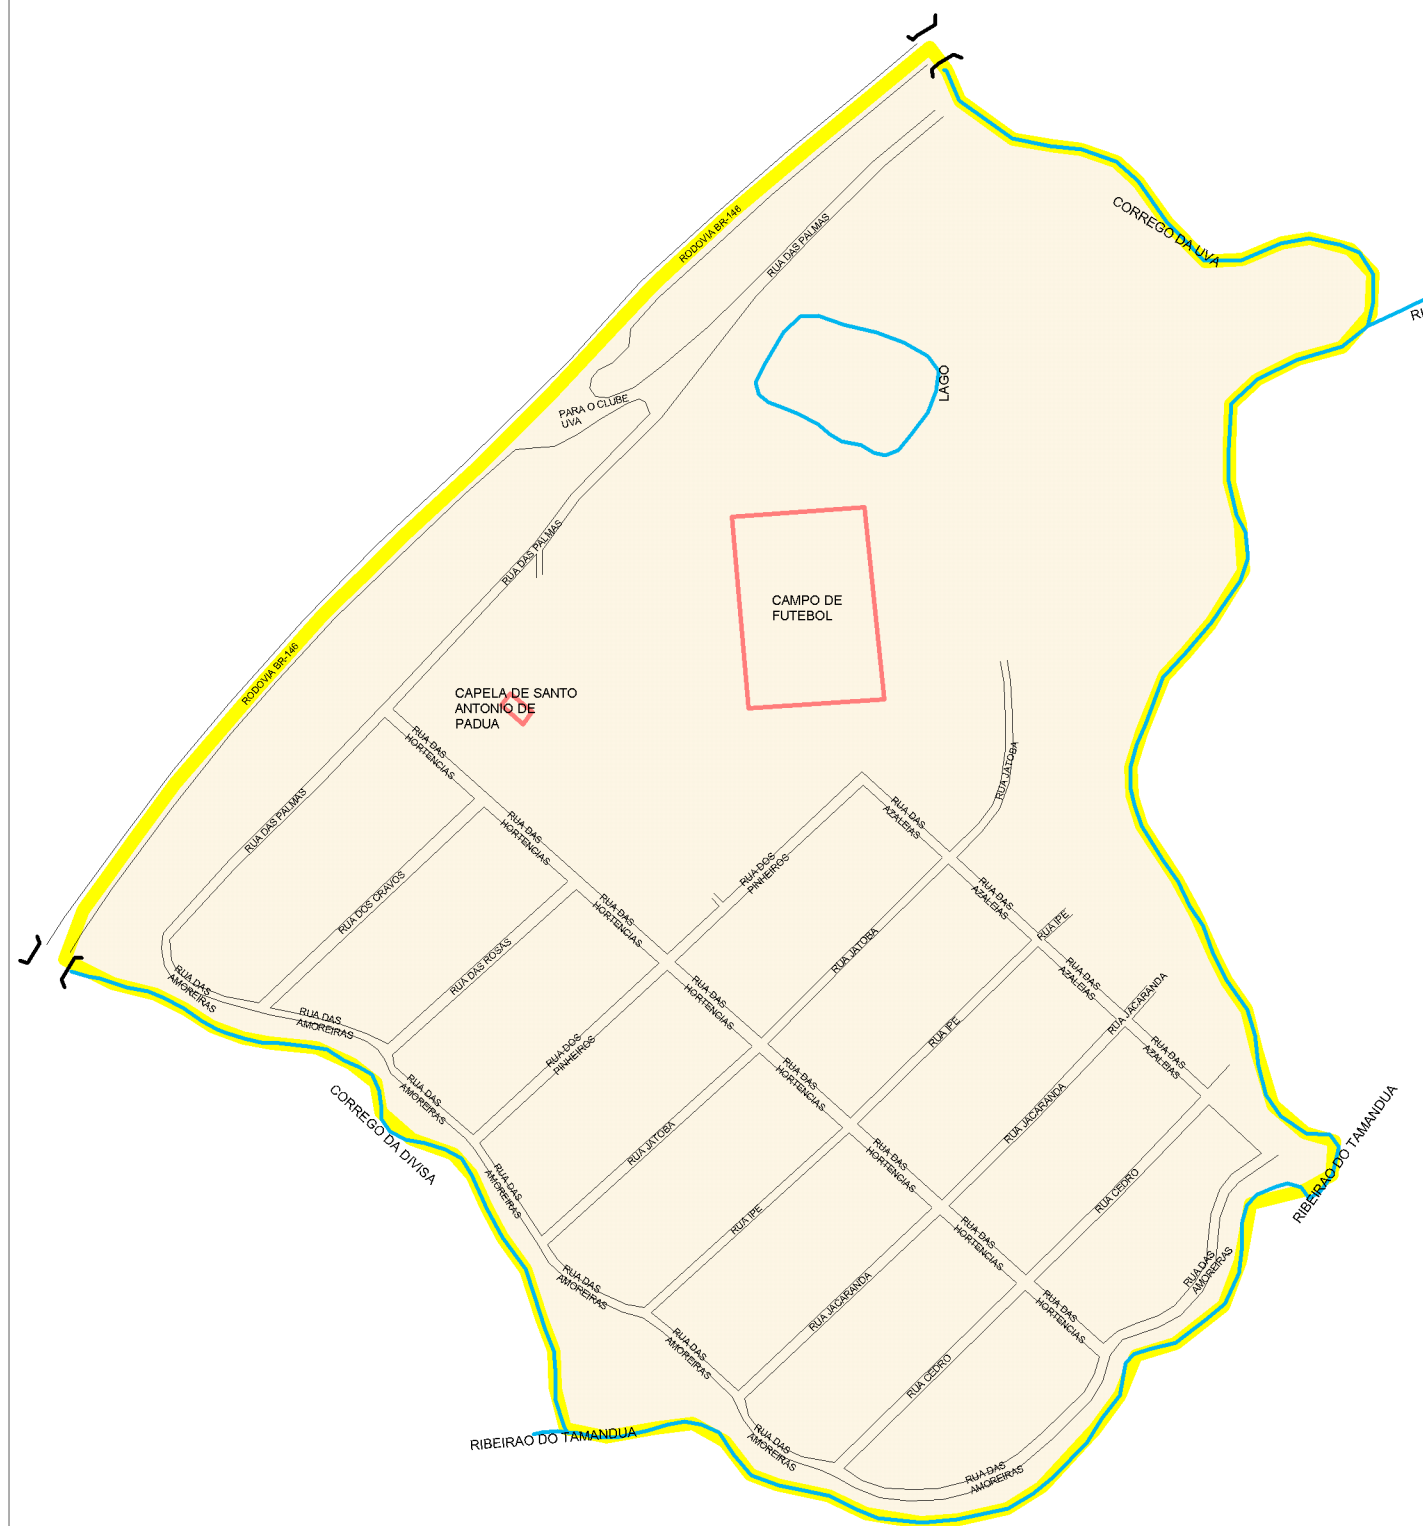 RODOVIA BR-146
RUA DAS PALMAS
CORREGO DA UVA
LAGO
PARA O CLUBE
UVA
RUA DAS PALMAS
CAMPO DE
FUTEBOL
RODOVIA BR-146
CAPELA DE SANTO
ANTONIO DE
PADUA
RUA DAS
HORTENCIAS
RUA JATOBA
RUA DAS PALMAS
RUA DAS
HORTENCIAS
RUA DAS
AZALEIAS
RUA DOS
PINHEIROS
RUA DOS CRAVOS
RUA DAS
HORTENCIAS
RUA DAS
AZALEIAS
RUA IPE
RUA DAS ROSAS
RUA JATOBA
RUA DAS
AMOREIRAS
RUA DAS
HORTENCIAS
RUA DAS
AZALEIAS
RUA JACARANDA
RUA DAS
AMOREIRAS
RUA DOS
PINHEIROS
RUA IPE
RUA DAS
AZALEIAS
RUA DAS
HORTENCIAS
RUA DAS
AMOREIRAS
CORREGO DA DIVISA
RUA JATOBA
RUA JACARANDA
RIBEIRAO DO TAMANDUA
RUA DAS
HORTENCIAS
RUA DAS
AMOREIRAS
RUA CEDRO
RUA IPE
RUA DAS
HORTENCIAS
RUA DAS
AMOREIRAS
RUA DAS
AMOREIRAS
RUA JACARANDA
RUA DAS
HORTENCIAS
RUA DAS
AMOREIRAS
RUA CEDRO
RIBEIRAO DO TAMANDUA
RUA DAS
AMOREIRAS
RUA DAS
AMOREIRAS